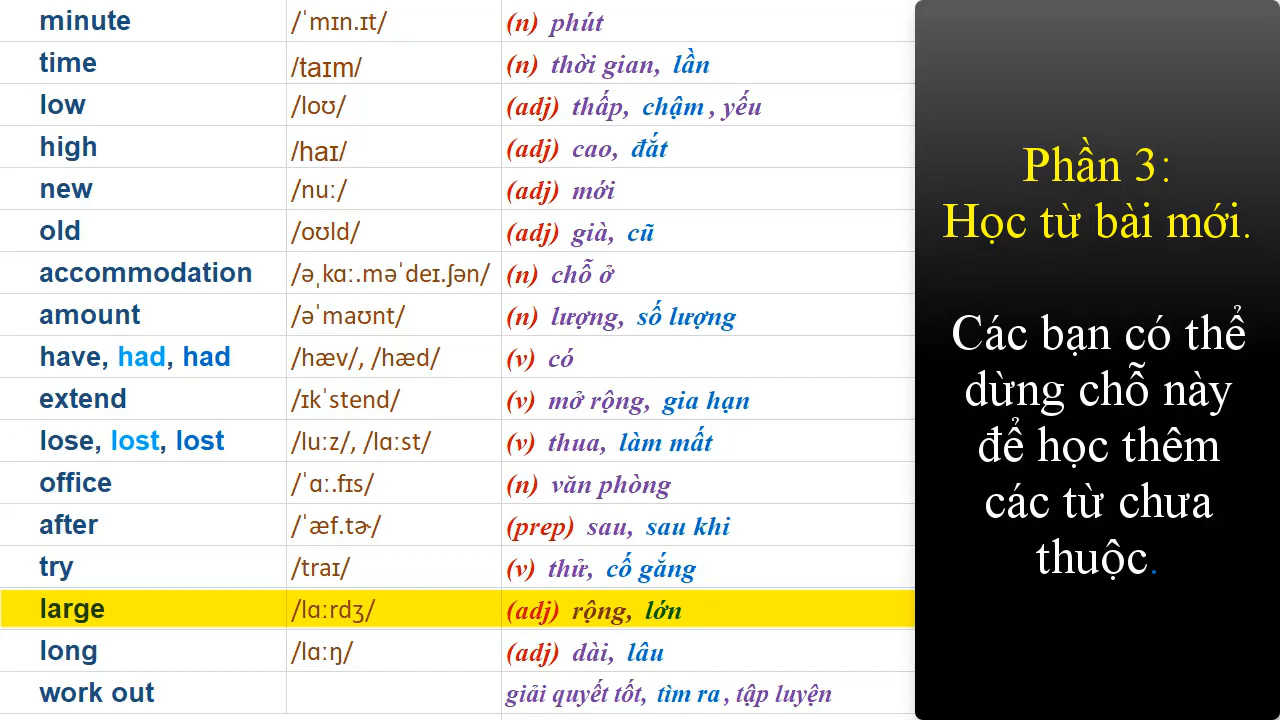 minute /ˈmɪn.ɪt/ (n) phút
time /taɪm/ (n) thời gian, lần
low /loʊ/ (adj) thấp, chậm , yếu
high /haɪ/ (adj) cao, đắt
new /nuː/ (adj) mới
old /oʊld/ (adj) già, cũ
accommodation /əˌkɑː.məˈdeɪ.ʃən/ (n) chỗ ở
amount /əˈmaʊnt/ (n) lượng, số lượng
have, had, had /hæv/, /hæd/ (v) có
extend /ɪkˈstend/ (v) mở rộng, gia hạn
lose, lost, lost /luːz/, /lɑːst/ (v) thua, làm mất
office /ˈɑː.fɪs/ (n) văn phòng
after /ˈæf.tɚ/ (prep) sau, sau khi
try /traɪ/ (v) thử, cố gắng
large /lɑːrdʒ/ (adj) rộng, lớn
long /lɑːŋ/ (adj) dài, lâu
work out giải quyết tốt, tìm ra , tập luyện
Phần 3:
Học từ bài mới.
Các bạn có thể
dừng chỗ này
để học thêm
các từ chưa
thuộc.